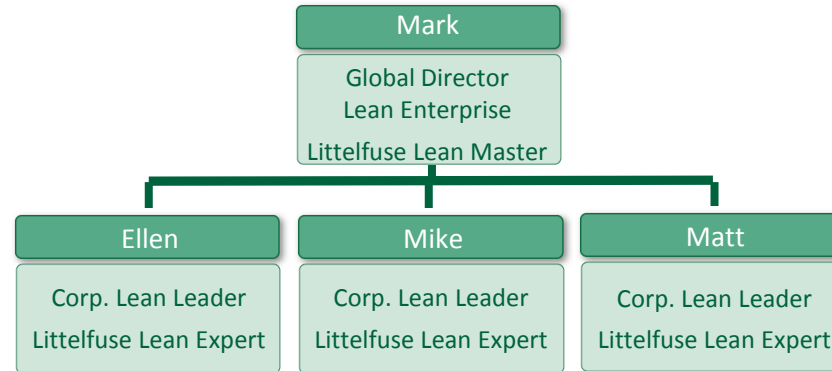 Mark
Global Director
Lean Enterprise
Littelfuse Lean Master
Ellen
Corp. Lean Leader
Littelfuse Lean Expert
Mike
Corp. Lean Leader
Littelfuse Lean Expert
Matt
Corp. Lean Leader
Littelfuse Lean Expert